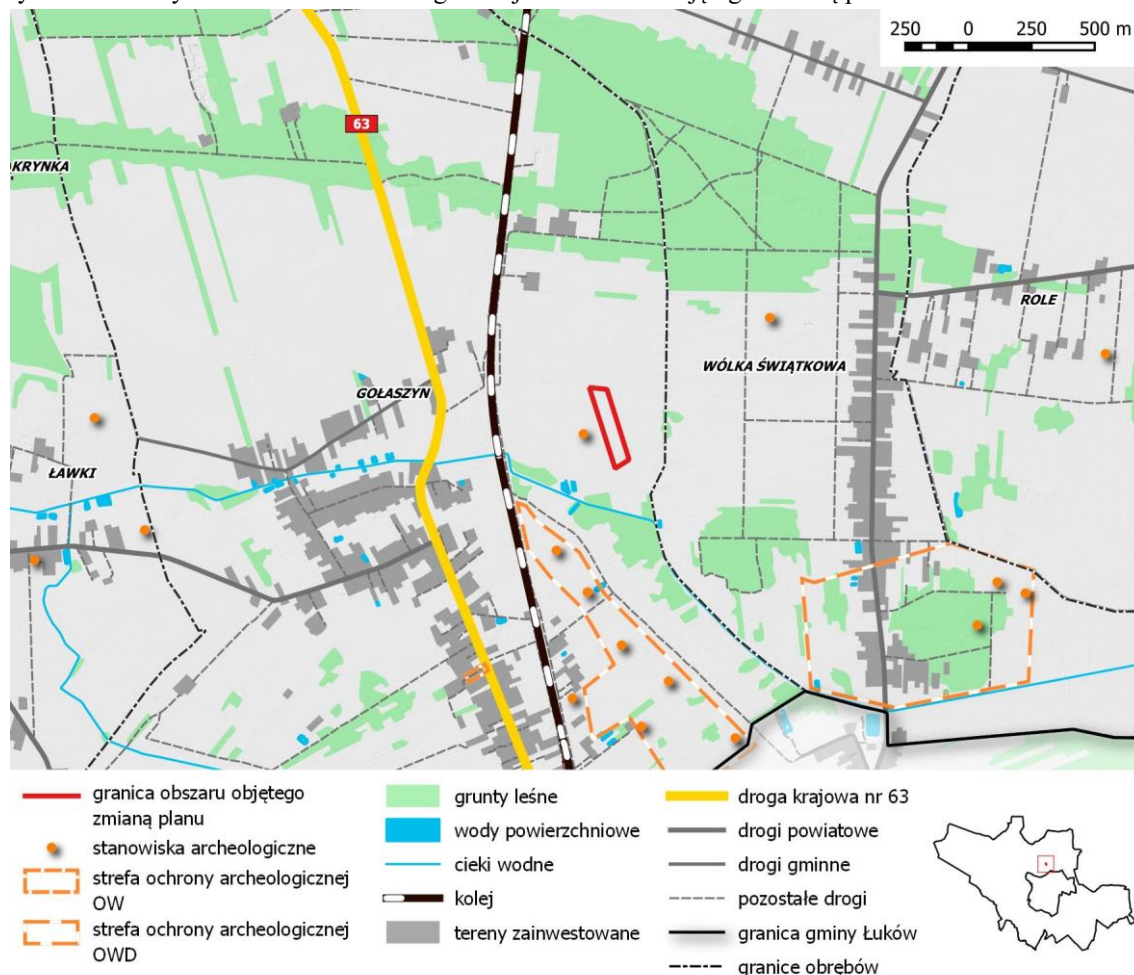 250 0 250 500 m
63
KRYNKA
ROLE
WÓLKA ŚWIĄTKOWA
GOŁASZYN
ŁAWKI
granica obszaru objętego
zmianą planu
stanowiska archeologiczne
strefa ochrony archeologicznej
OW
strefa ochrony archeologicznej
OWD
grunty leśne
wody powierzchniowe
cieki wodne
kolej
tereny zainwestowane
droga krajowa nr 63
drogi powiatowe
drogi gminne
pozostałe drogi
granica gminy Łuków
granice obrębów